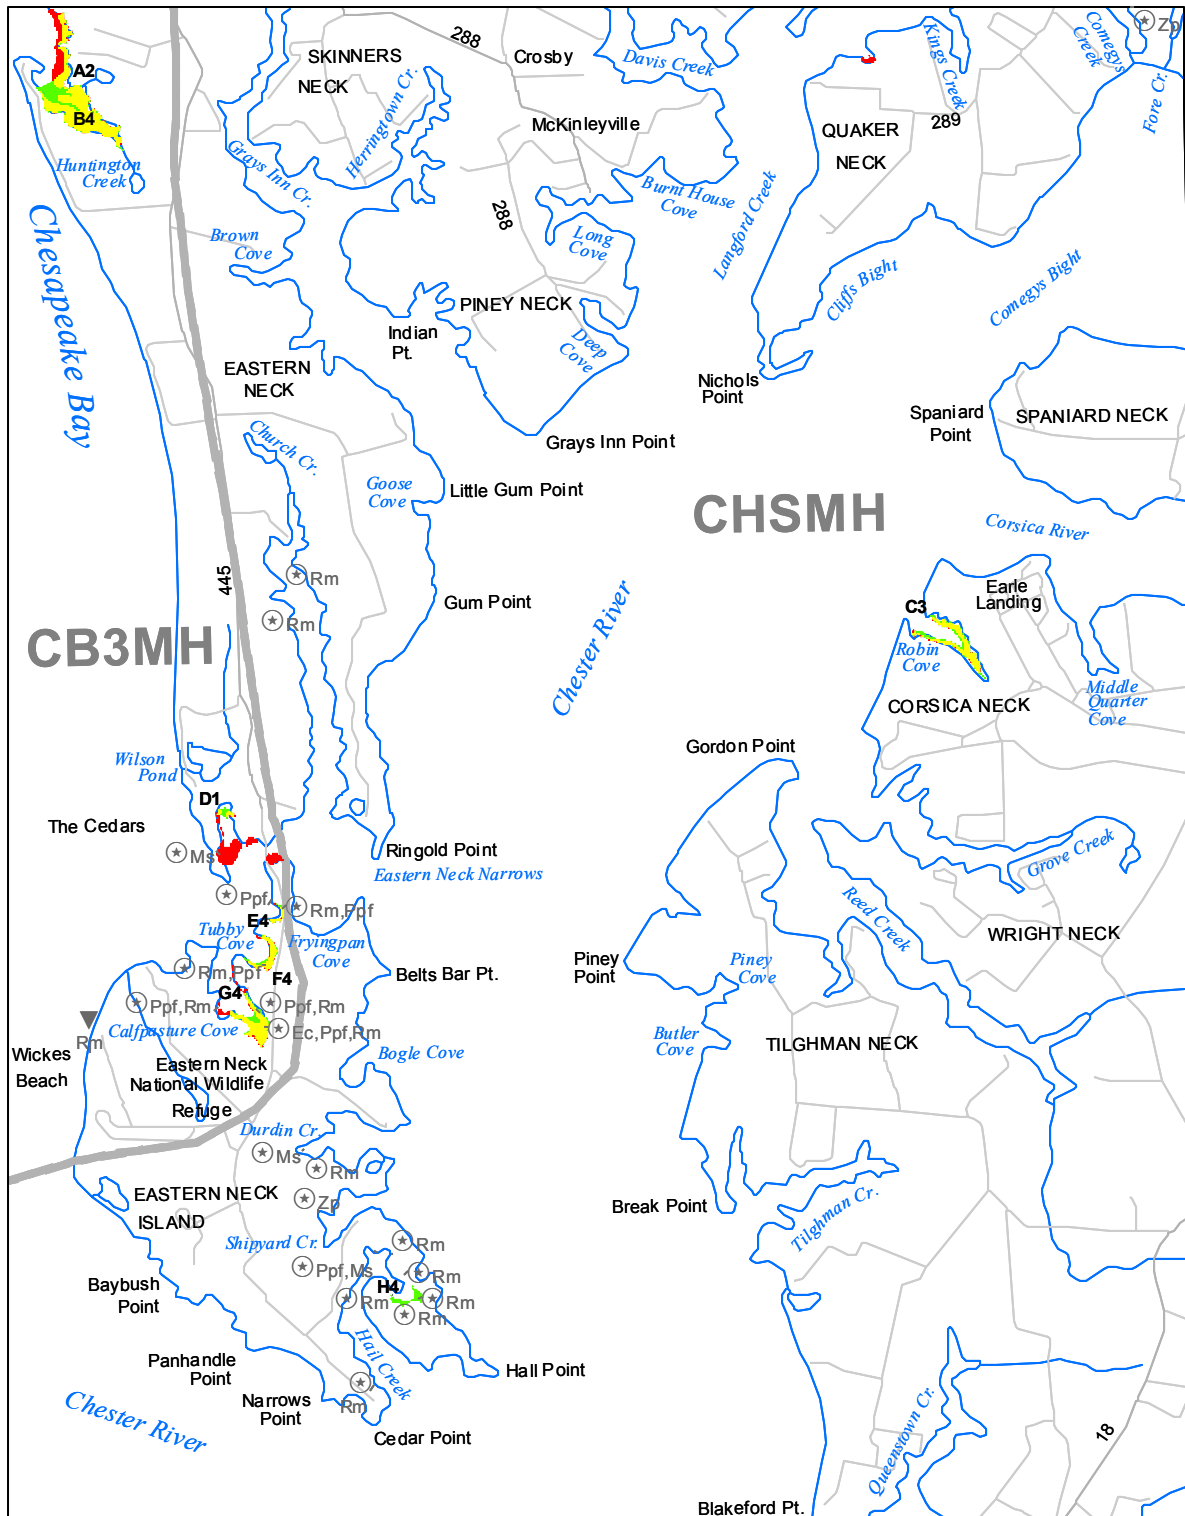 288
Crosby
SKINNERS
NECK
Davis Creek
Kings Creek
Comegys
Creek
Zp
Fore Cr.
A2
B4
Huntington
Creek
Herringtown Cr.
Grays Inn Cr.
McKinleyville
QUAKER
NECK
289
Burnt House
Cove
Langford Creek
288
Long
Cove
Brown
Cove
Chesapeake Bay
Cliffs Bight
Comegys Bight
PINEY NECK
Indian
Pt.
Deep
Cove
EASTERN
NECK
Nichols
Point
Spaniard
Point
SPANIARD NECK
Grays Inn Point
Church Cr.
Goose
Cove
Little Gum Point
CHSMH
Corsica River
445
Rm
Rm
Gum Point
Earle
Landing
C3
Robin
Cove
CB3MH
Chester River
Middle
Quarter
Cove
CORSICA NECK
Gordon Point
Wilson
Pond
D1
The Cedars
Ms
Ringold Point
Eastern Neck Narrows
Grove Creek
Ppf
Rm,Ppf
E4
Reed Creek
Tubby
Cove
Fryingpan
Cove
WRIGHT NECK
Piney
Point
Piney
Cove
Rm,Ppf
F4
Belts Bar Pt.
G4
Ppf,Rm
Ppf,Rm
Calfpasture Cove
Ec,Ppf,Rm
Rm
Butler
Cove
TILGHMAN NECK
Wickes
Beach
Bogle Cove
Eastern Neck
National Wildlife
Refuge
Durdin Cr.
Ms
Rm
EASTERN NECK
ISLAND
Zp
Break Point
Tilghman Cr.
Shipyard Cr.
Rm
Ppf,Ms
H4
Rm
Rm
Rm
Rm
Baybush
Point
Hail Creek
Panhandle
Point
Hall Point
Narrows
Point
Rm
Cedar Point
Chester River
Queenstown Cr.
18
Blakeford Pt.